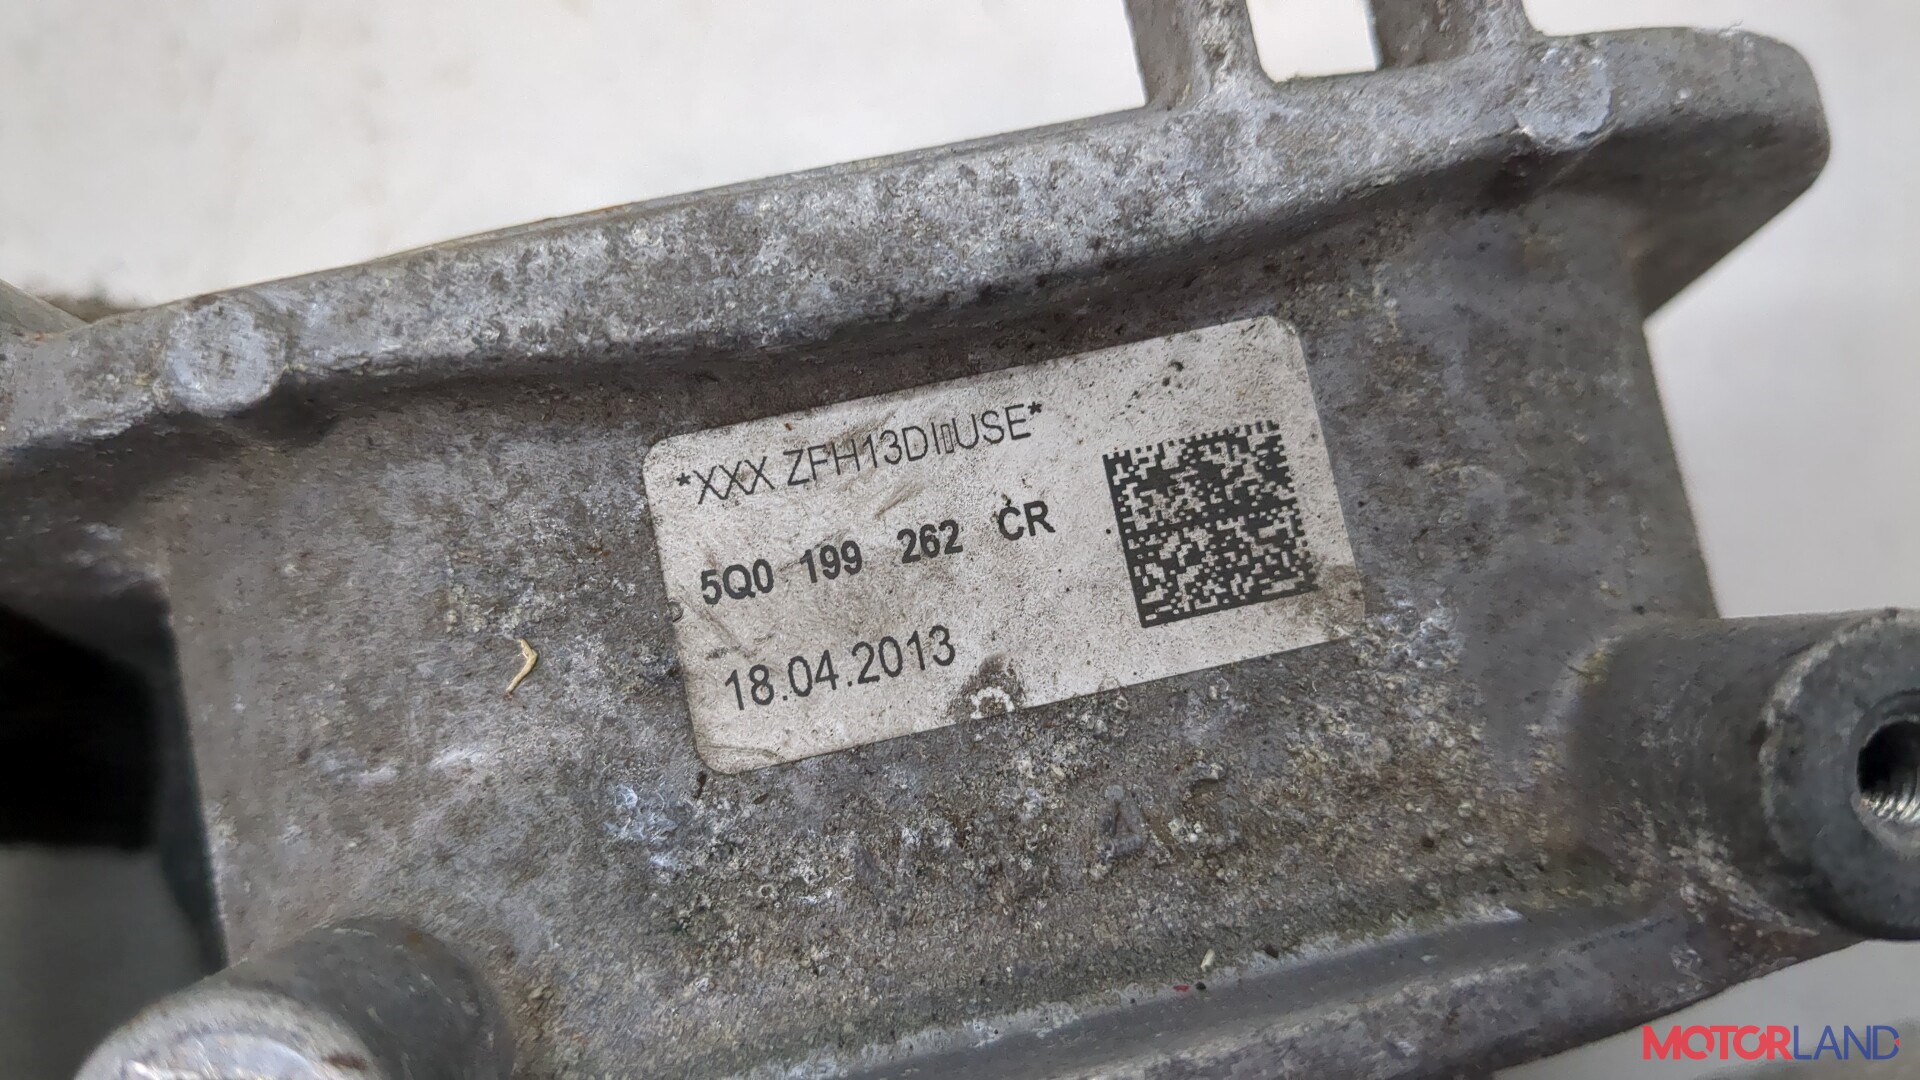 *XXX ZFH13DI▯USE*
5Q0 199 262 CR
18.04.2013
MOTORLAND